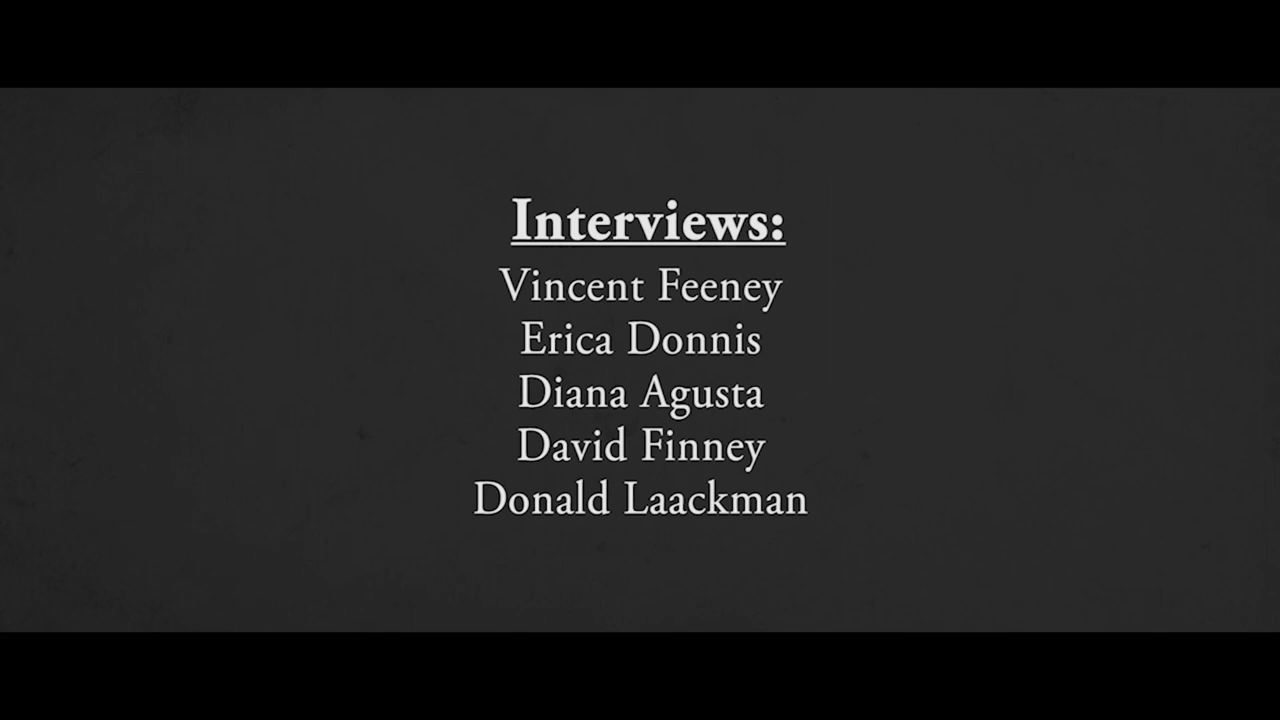 Interviews:
Vincent Feeney
Erica Donnis
Diana Agusta
David Finney
Donald Laackman